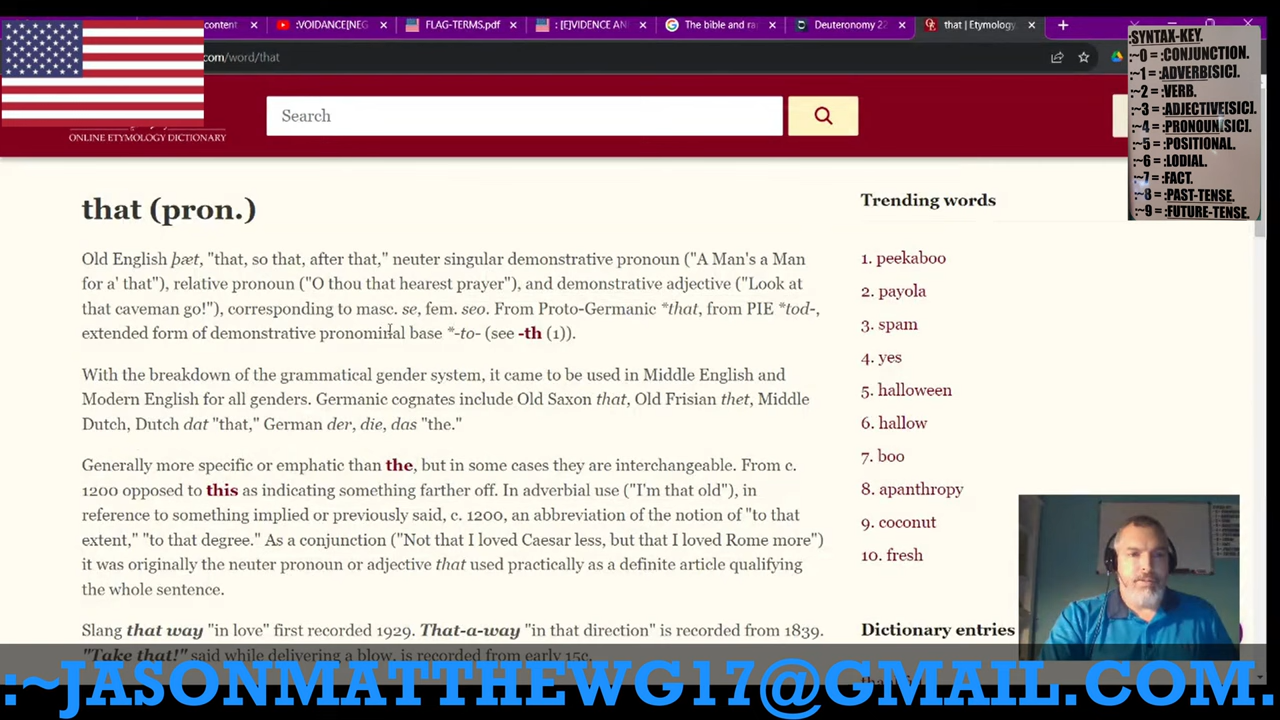 content
:VOIDANCE[NEG
FLAG-TERMS.pdf
: [E]VIDENCE AN
The bible and ra
Deuteronomy 22
that | Etymology,
com/word/that
ONLINE ETYMOLOGY DICTIONARY
Search
:SYNTAX-KEY.
:~0 = :CONJUNCTION.
:~1 = :ADVERB[SIC].
:~2 = :VERB.
:~3 = :ADJECTIVE[SIC].
:~4 = :PRONOUN[SIC].
:~5 = :POSITIONAL.
:~6 = :LODIAL.
:~7 = :FACT.
:~8 = :PAST-TENSE.
:~9 = :FUTURE-TENSE.
that (pron.)
Old English þæt, "that, so that, after that," neuter singular demonstrative pronoun ("A Man's a Man
for a' that"), relative pronoun ("O thou that hearest prayer"), and demonstrative adjective ("Look at
that caveman go!"), corresponding to masc. se, fem. seo. From Proto-Germanic *that, from PIE *tod-,
extended form of demonstrative pronominal base *-to- (see -th (1)).
With the breakdown of the grammatical gender system, it came to be used in Middle English and
Modern English for all genders. Germanic cognates include Old Saxon that, Old Frisian thet, Middle
Dutch, Dutch dat "that," German der, die, das "the."
Generally more specific or emphatic than the, but in some cases they are interchangeable. From c.
1200 opposed to this as indicating something farther off. In adverbial use ("I'm that old"), in
reference to something implied or previously said, c. 1200, an abbreviation of the notion of "to that
extent," "to that degree." As a conjunction ("Not that I loved Caesar less, but that I loved Rome more")
it was originally the neuter pronoun or adjective that used practically as a definite article qualifying
the whole sentence.
Slang that way "in love" first recorded 1929. That-a-way "in that direction" is recorded from 1839.
"Take that!" said while delivering a blow, is recorded from early 15c.
Trending words
1. peekaboo
2. payola
3. spam
4. yes
5. halloween
6. hallow
7. boo
8. apanthropy
9. coconut
10. fresh
Dictionary entries
:~JASONMATTHEWG17@GMAIL.COM.